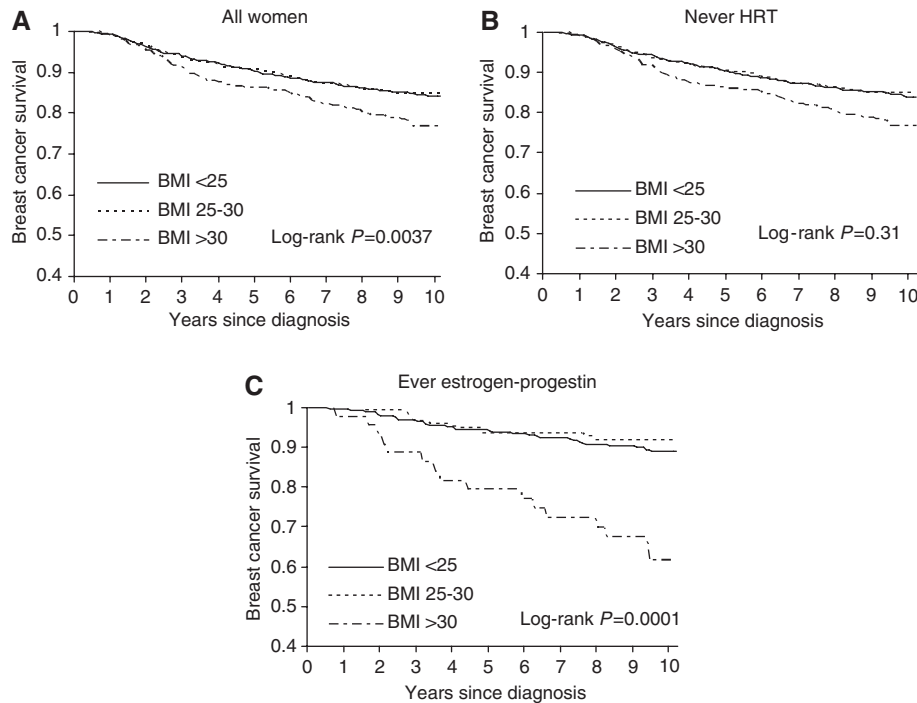 A
All women
Breast cancer survival
1
0.9
0.8
0.7
0.6
0.5
0.4
BMI <25
BMI 25-30
BMI >30
Log-rank P=0.0037
0 1 2 3 4 5 6 7 8 9 10
Years since diagnosis
B
Never HRT
Breast cancer survival
1
0.9
0.8
0.7
0.6
0.5
0.4
BMI <25
BMI 25-30
BMI >30
Log-rank P=0.31
0 1 2 3 4 5 6 7 8 9 10
Years since diagnosis
C
Ever estrogen-progestin
Breast cancer survival
1
0.9
0.8
0.7
0.6
0.5
0.4
BMI <25
BMI 25-30
BMI >30
Log-rank P=0.0001
0 1 2 3 4 5 6 7 8 9 10
Years since diagnosis